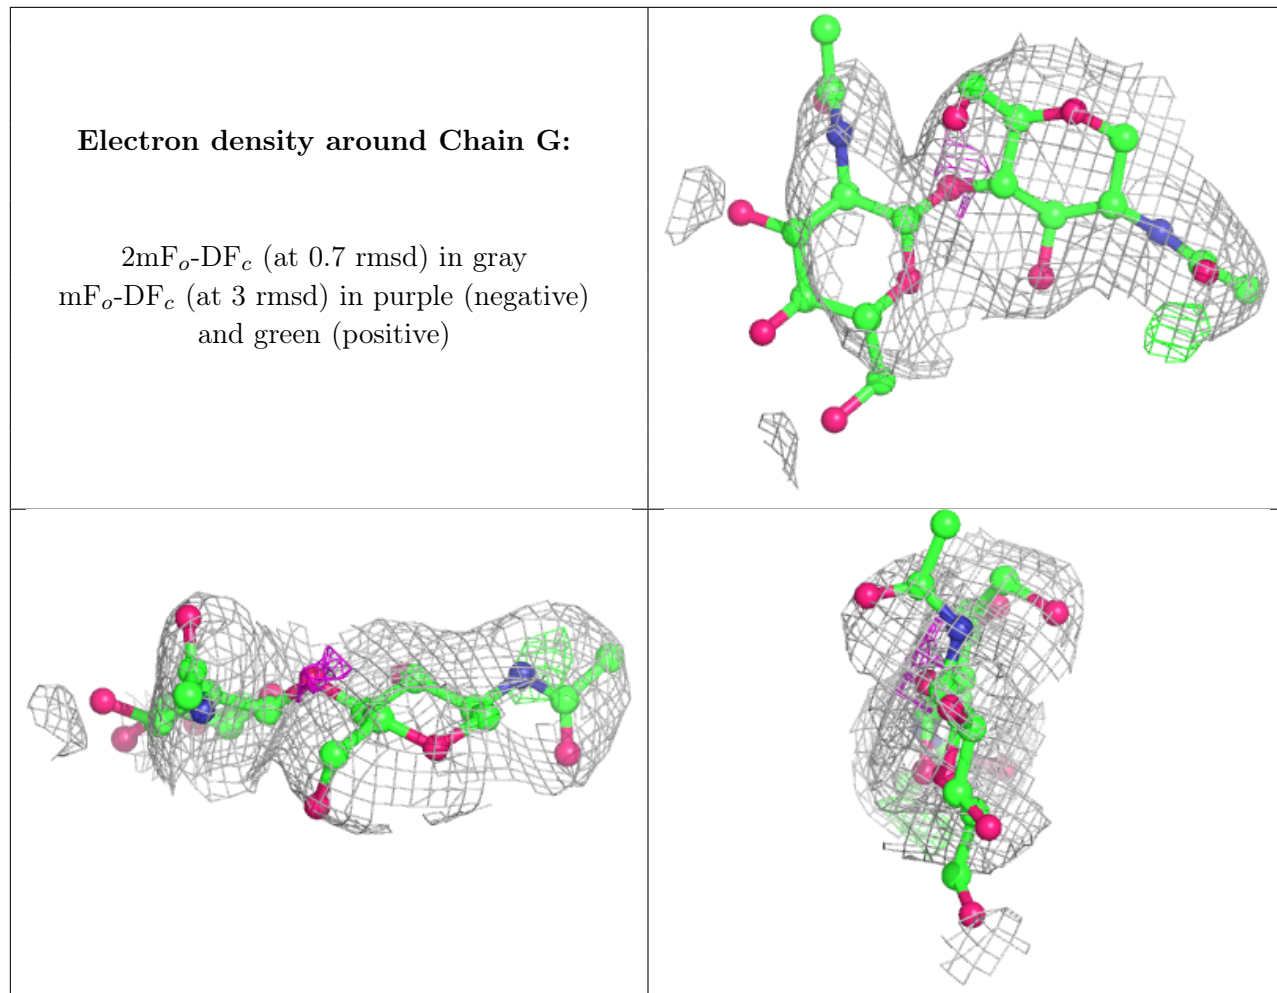 Electron density around Chain G:
2mFₒ-DF𝒸 (at 0.7 rmsd) in gray
mFₒ-DF𝒸 (at 3 rmsd) in purple (negative)
and green (positive)